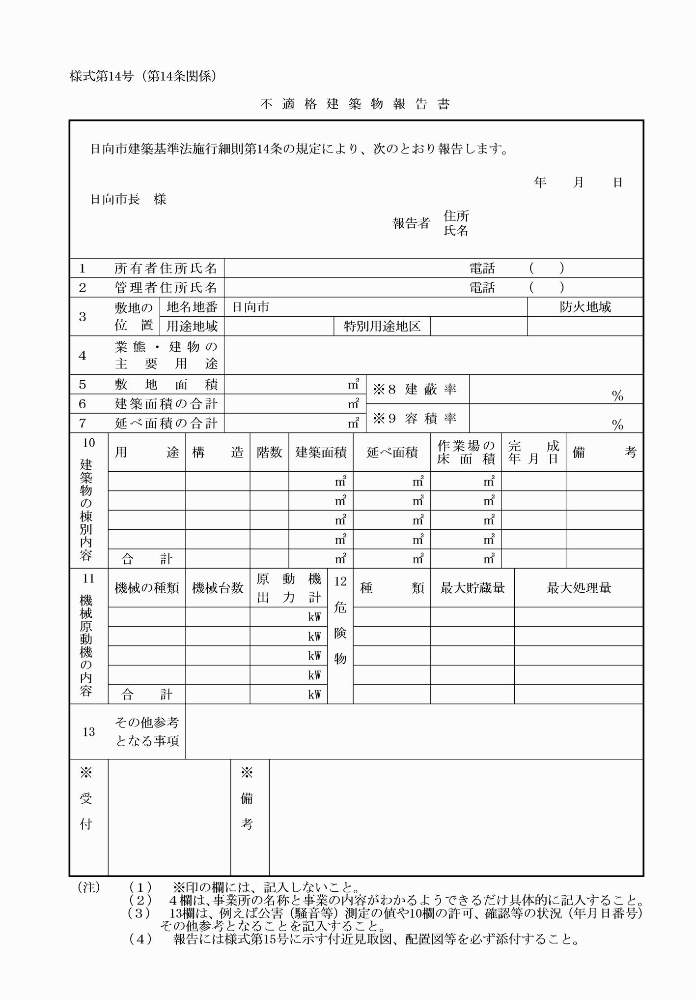 様式第14号（第14条関係）
不適格建築物報告書
日向市建築基準法施行細則第14条の規定により、次のとおり報告します。
年　月　日
日向市長　様
報告者　住所
氏名
1　所有者住所氏名　電話　（　）
2　管理者住所氏名　電話　（　）
3　敷地の位置　地名地番　日向市　防火地域
用途地域　特別用途地区
4　業態・建物の
主要用途
5　敷地面積　㎡　※8　建蔽率　％
6　建築面積の合計　㎡
7　延べ面積の合計　㎡　※9　容積率　％
10　建築物の棟別内容
用途　構造　階数　建築面積　延べ面積　作業場の床面積　完成年月日　備考
㎡　㎡　㎡
㎡　㎡　㎡
㎡　㎡　㎡
㎡　㎡　㎡
合計　㎡　㎡　㎡
11　機械原動機の内容
機械の種類　機械台数　原動機出力計　12　危険物　種類　最大貯蔵量　最大処理量
kW
kW
kW
kW
合計　kW
13　その他参考
となる事項
※受付　※備考
（注）　（1）　※印の欄には、記入しないこと。
（2）　4欄は、事業所の名称と事業の内容がわかるようできるだけ具体的に記入すること。
（3）　13欄は、例えば公害（騒音等）測定の値や10欄の許可、確認等の状況（年月日番号）
その他参考となることを記入すること。
（4）　報告には様式第15号に示す付近見取図、配置図等を必ず添付すること。